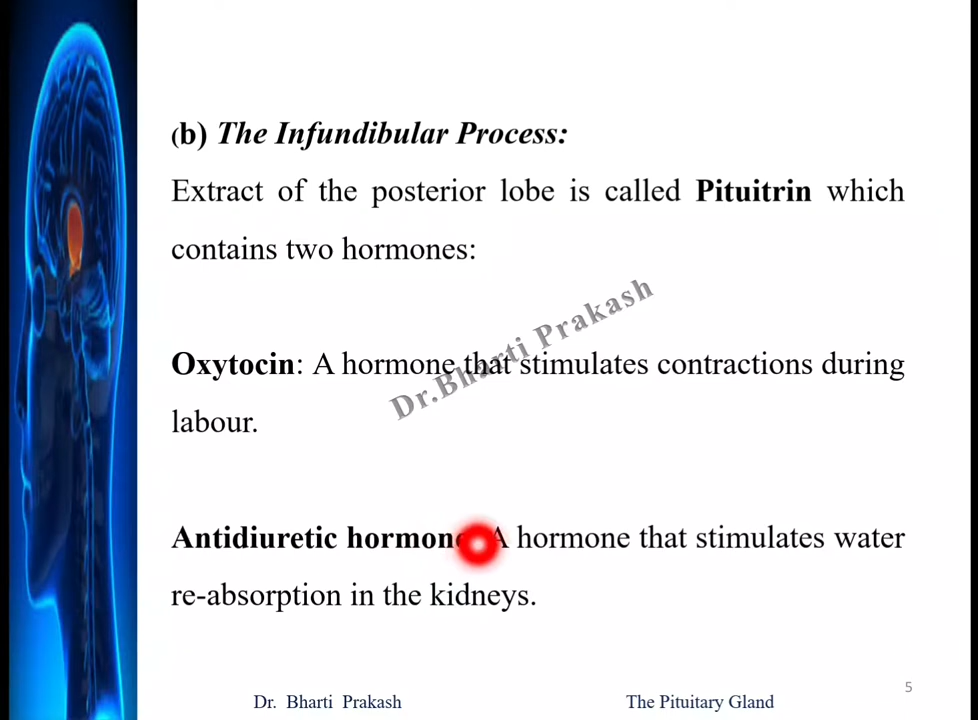 (b) The Infundibular Process:
Extract of the posterior lobe is called Pituitrin which
contains two hormones:
Dr.Bharti Prakash
Oxytocin: A hormone that stimulates contractions during
labour.
Antidiuretic hormone A hormone that stimulates water
re-absorption in the kidneys.
Dr. Bharti Prakash
The Pituitary Gland
5